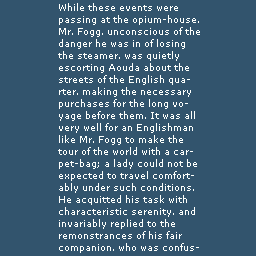 While these events were
passing at the opium-house,
Mr. Fogg, unconscious of the
danger he was in of losing
the steamer, was quietly
escorting Aouda about the
streets of the English qua-
rter, making the necessary
purchases for the long vo-
yage before them. It was all
very well for an Englishman
like Mr. Fogg to make the
tour of the world with a car-
pet-bag; a lady could not be
expected to travel comfort-
ably under such conditions.
He acquitted his task with
characteristic serenity, and
invariably replied to the
remonstrances of his fair
companion, who was confus-